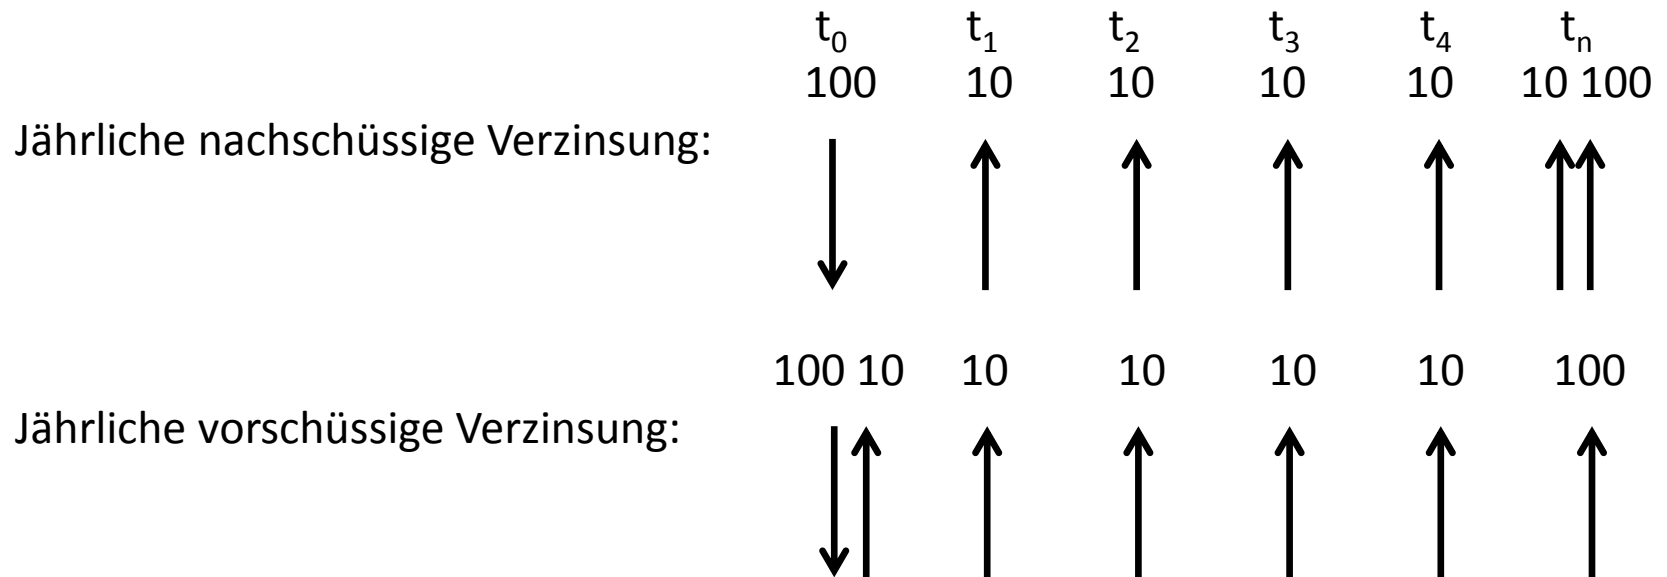 t₀ t₁ t₂ t₃ t₄ tₙ
100 10 10 10 10 10 100
Jährliche nachschüssige Verzinsung:
100 10 10 10 10 10 100
Jährliche vorschüssige Verzinsung: